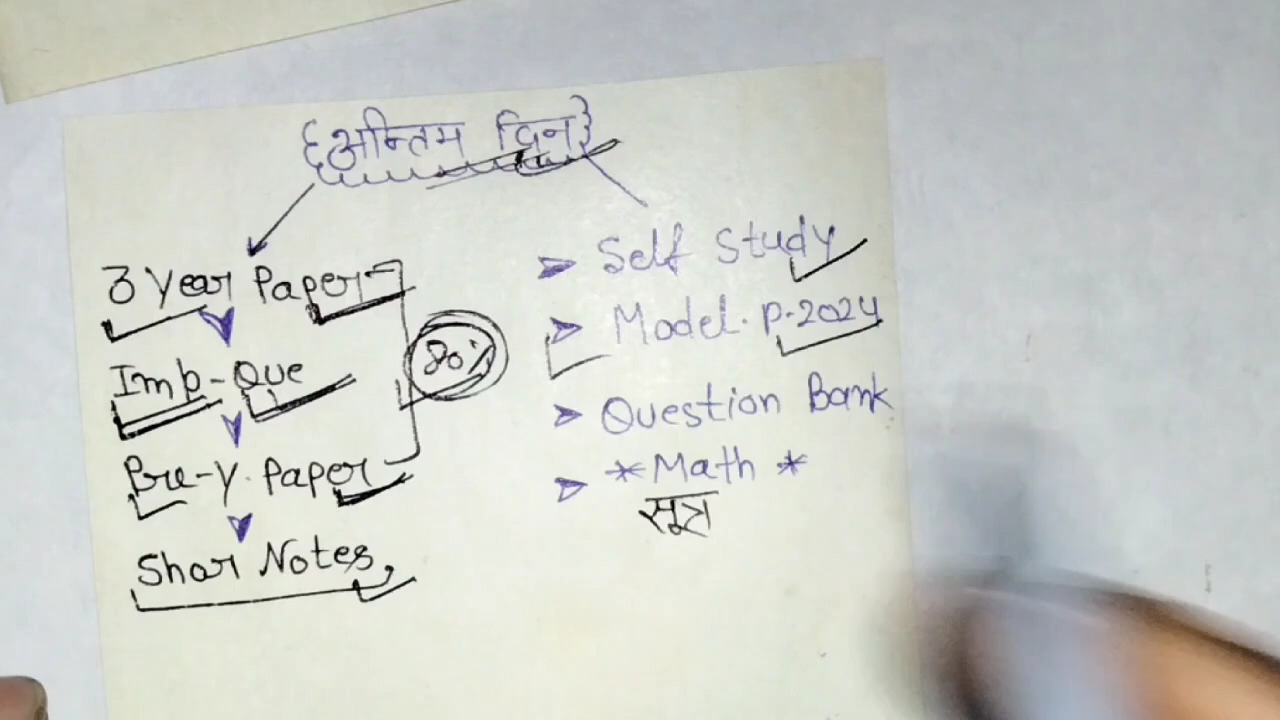 {अन्तिम दिन}
3 Year Paper
Imp-Que
Pre-Y. Paper
Shor Notes,
80%
Self Study
Model. P-2024
Question Bank
*Math *
सूत्र